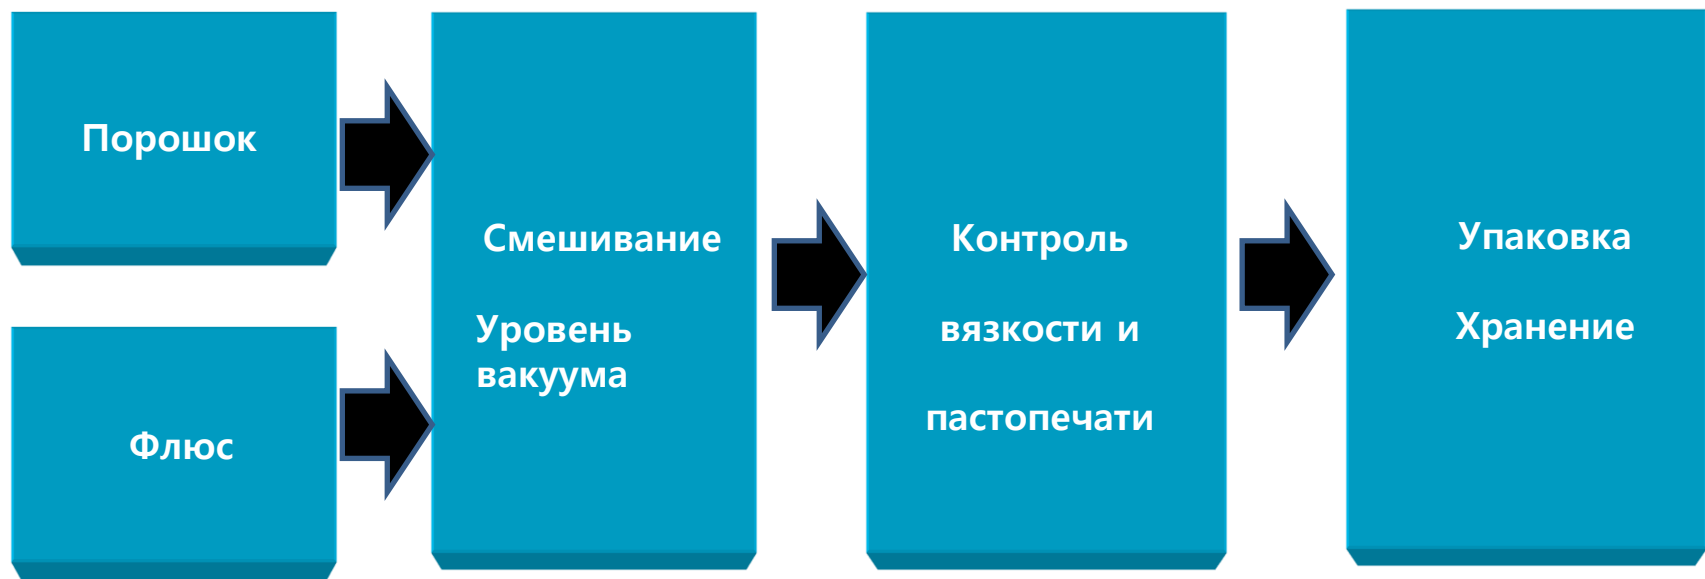 Порошок
Флюс
Смешивание
Уровень
вакуума
Контроль
вязкости и
пастопечати
Упаковка
Хранение